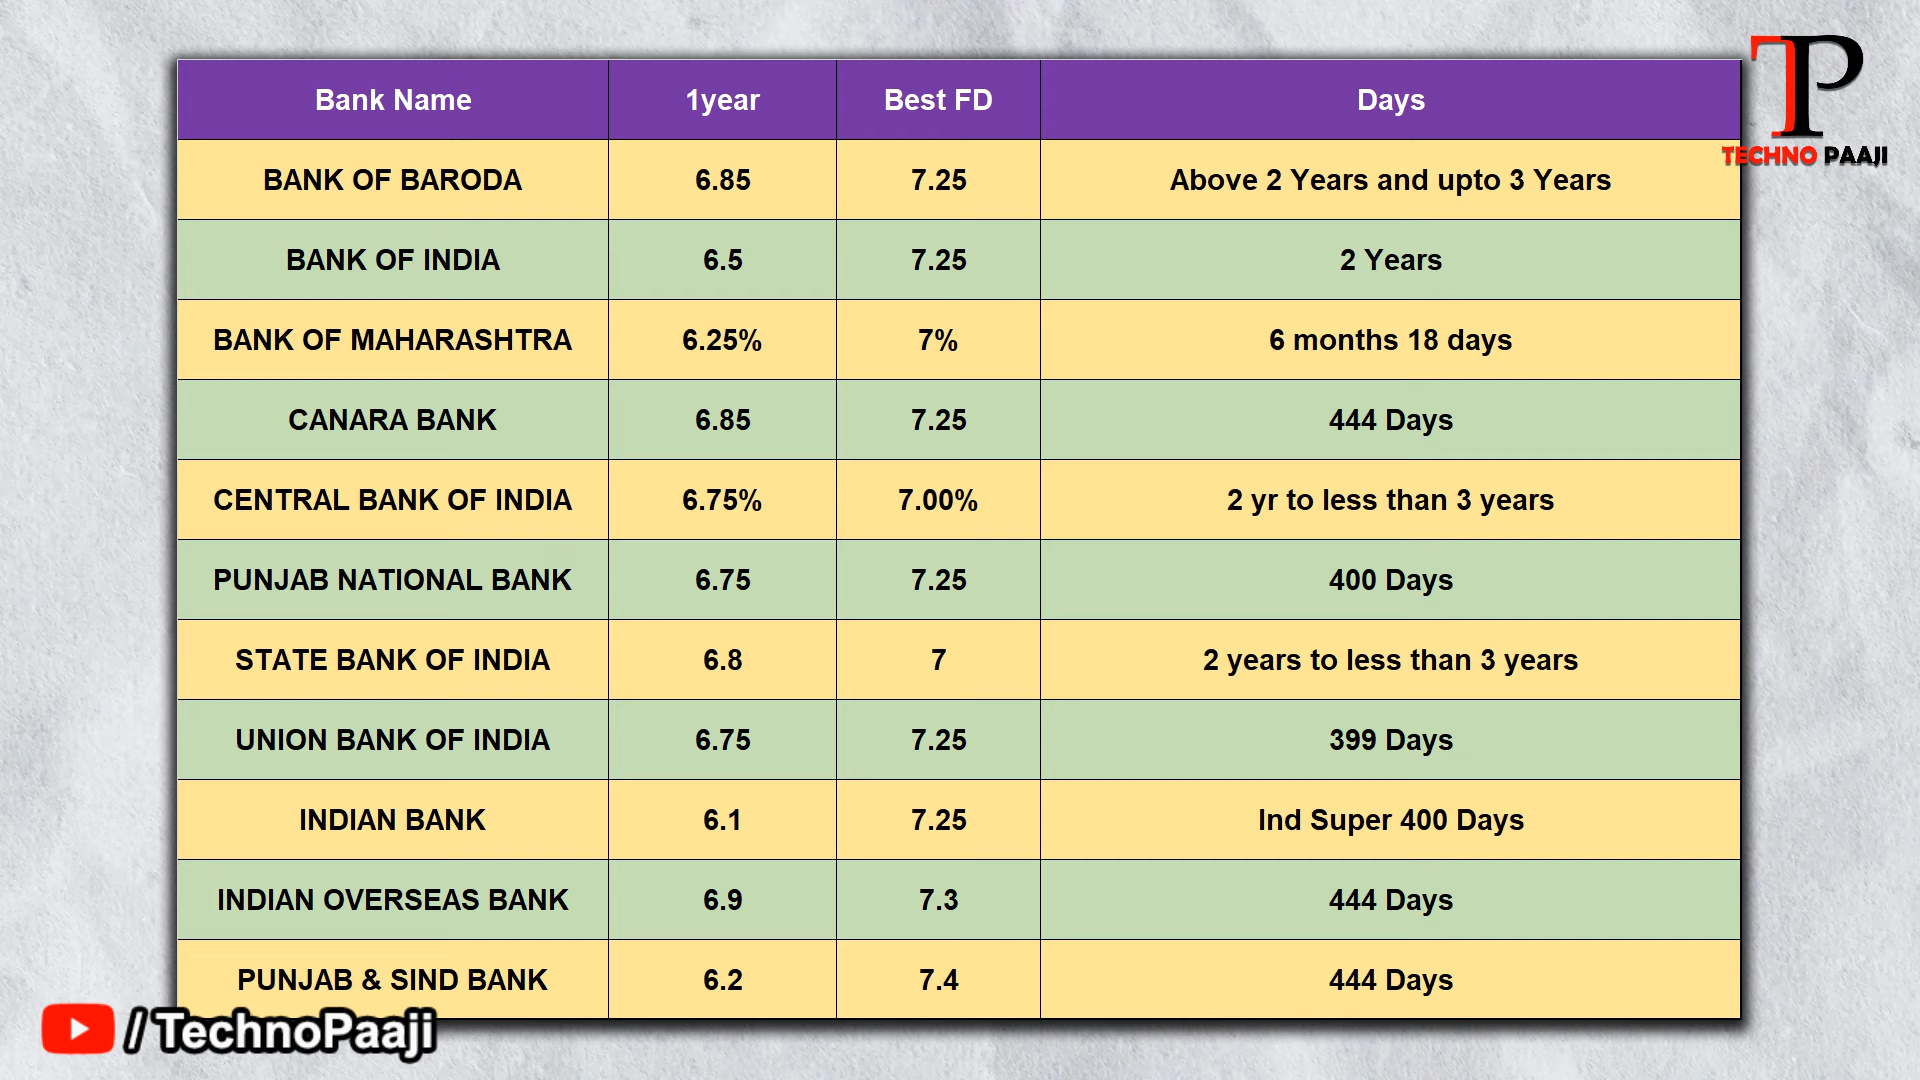 Bank Name 1year Best FD Days
BANK OF BARODA 6.85 7.25 Above 2 Years and upto 3 Years
BANK OF INDIA 6.5 7.25 2 Years
BANK OF MAHARASHTRA 6.25% 7% 6 months 18 days
CANARA BANK 6.85 7.25 444 Days
CENTRAL BANK OF INDIA 6.75% 7.00% 2 yr to less than 3 years
PUNJAB NATIONAL BANK 6.75 7.25 400 Days
STATE BANK OF INDIA 6.8 7 2 years to less than 3 years
UNION BANK OF INDIA 6.75 7.25 399 Days
INDIAN BANK 6.1 7.25 Ind Super 400 Days
INDIAN OVERSEAS BANK 6.9 7.3 444 Days
PUNJAB & SIND BANK 6.2 7.4 444 Days
TP
TECHNO PAAJI
/ TechnoPaaji